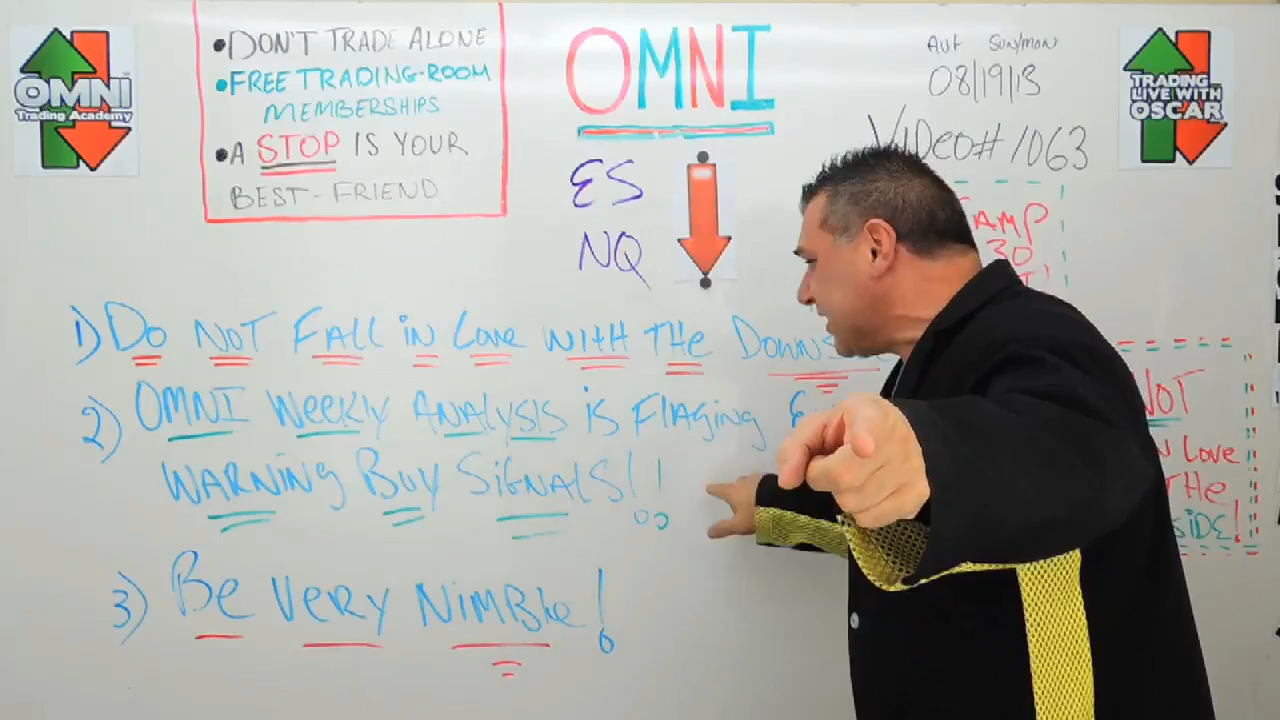 OMNI
Trading Academy
•DON'T TRADE ALONE
•FREE TRADING-ROOM
MEMBERSHIPS
•A STOP IS YOUR
BEST-FRIEND
OMNI
ES
NQ
Sun/mon
08/19/13
VIDeo# 1063
TRADING
LIVE WITH
OSCAR
30
1) Do NoT Fall in Love WITH THe
2) OMNI Weekly Analysis is Flaging
WARNing Buy SigNAlS!!
3) Be Very NimBle!
NOT
Love
THe
SiDE!